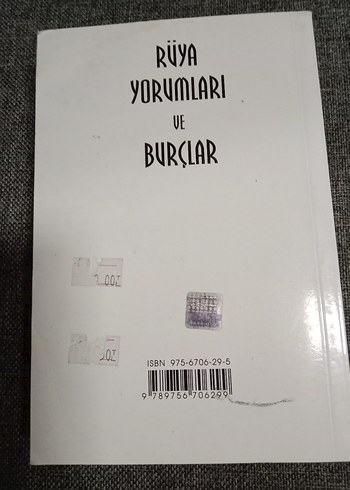 RÜYA
YORUMLARI
VE
BURÇLAR
ISBN 975-6706-29-5
9 789756 706299